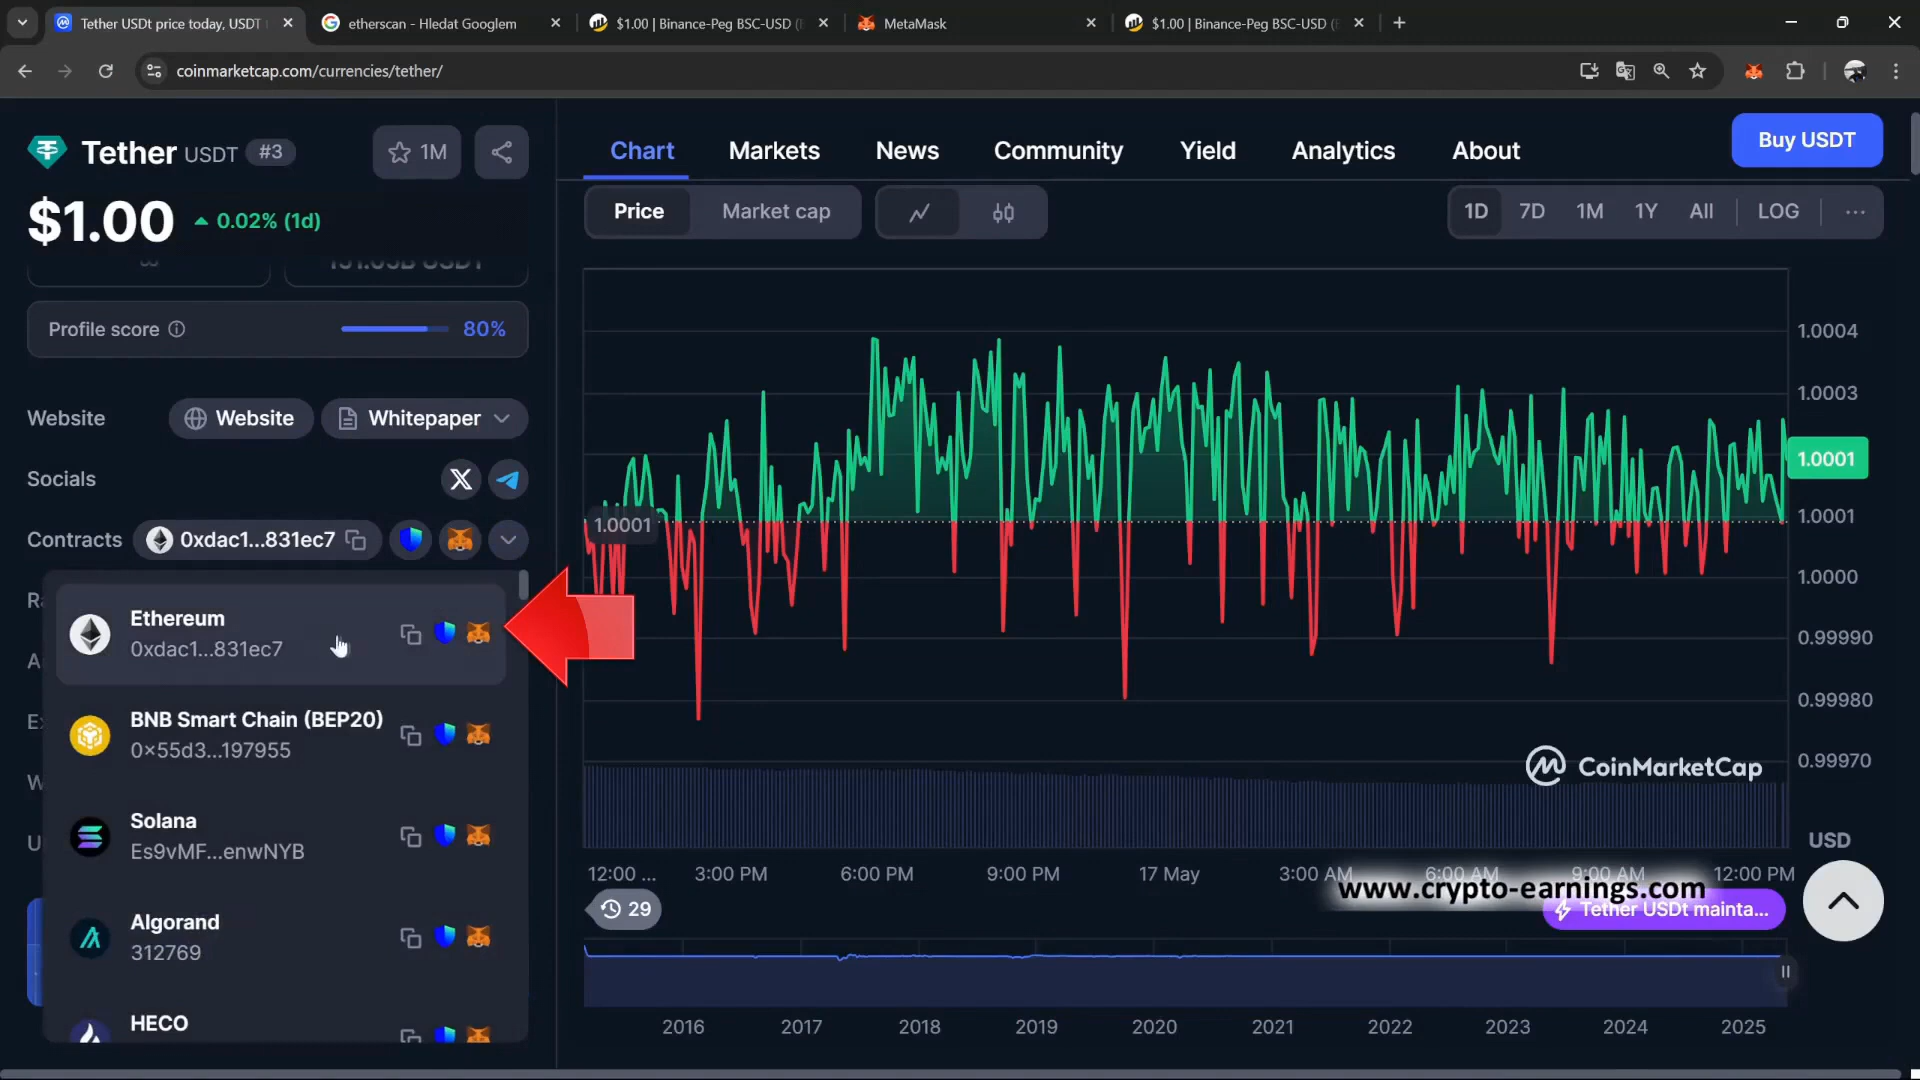 Tether USDt price today, USDT
etherscan - Hledat Googlem
$1.00 | Binance-Peg BSC-USD (
MetaMask
$1.00 | Binance-Peg BSC-USD (
coinmarketcap.com/currencies/tether/
Tether USDT #3
1M
Chart
Markets
News
Community
Yield
Analytics
About
Buy USDT
$1.00
0.02% (1d)
Price
Market cap
1D
7D
1M
1Y
All
LOG
Profile score
80%
Website
Website
Whitepaper
Socials
Contracts
0xdac1...831ec7
Ethereum
0xdac1...831ec7
BNB Smart Chain (BEP20)
0x55d3...197955
Solana
Es9vMF...enwNYB
Algorand
312769
HECO
1.0004
1.0003
1.0001
1.0001
1.0001
1.0000
0.99990
0.99980
0.99970
CoinMarketCap
USD
12:00 ...
3:00 PM
6:00 PM
9:00 PM
17 May
3:00 AM
6:00 AM
9:00 AM
12:00 PM
www.crypto-earnings.com
29
Tether USDt mainta...
2016
2017
2018
2019
2020
2021
2022
2023
2024
2025